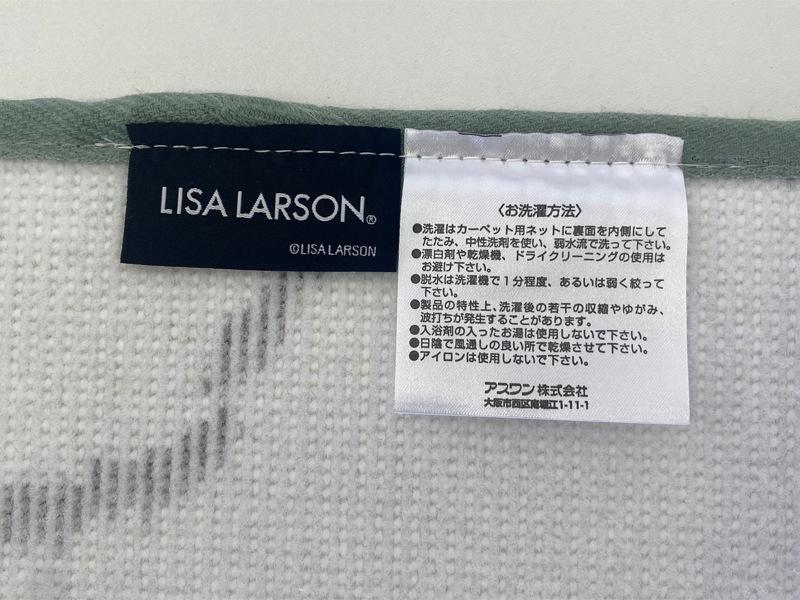 LISA LARSON®
©LISA LARSON
〈お洗濯方法〉
●洗濯はカーペット用ネットに裏面を内側にして
たたみ、中性洗剤を使い、弱水流で洗って下さい。
●漂白剤や乾燥機、ドライクリーニングの使用は
お避け下さい。
●脱水は洗濯機で1分程度、あるいは弱く絞って
下さい。
●製品の特性上、洗濯後の若干の収縮やゆがみ、
波打ちが発生することがあります。
●入浴剤の入ったお湯は使用しないで下さい。
●日陰で風通しの良い所で乾燥させて下さい。
●アイロンは使用しないで下さい。
アスワン株式会社
大阪市西区南堀江1-11-1